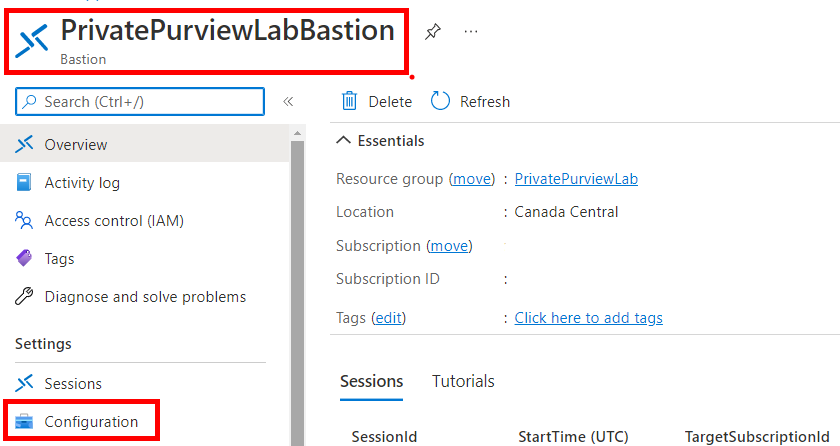 PrivatePurviewLabBastion ...
Bastion
Search (Ctrl+/) «
Overview
Activity log
Access control (IAM)
Tags
Diagnose and solve problems
Settings
Sessions
Configuration
Delete Refresh
Essentials
Resource group (move) : PrivatePurviewLab
Location : Canada Central
Subscription (move)
Subscription ID :
Tags (edit) : Click here to add tags
Sessions Tutorials
SessionId StartTime (UTC) TargetSubscriptionId